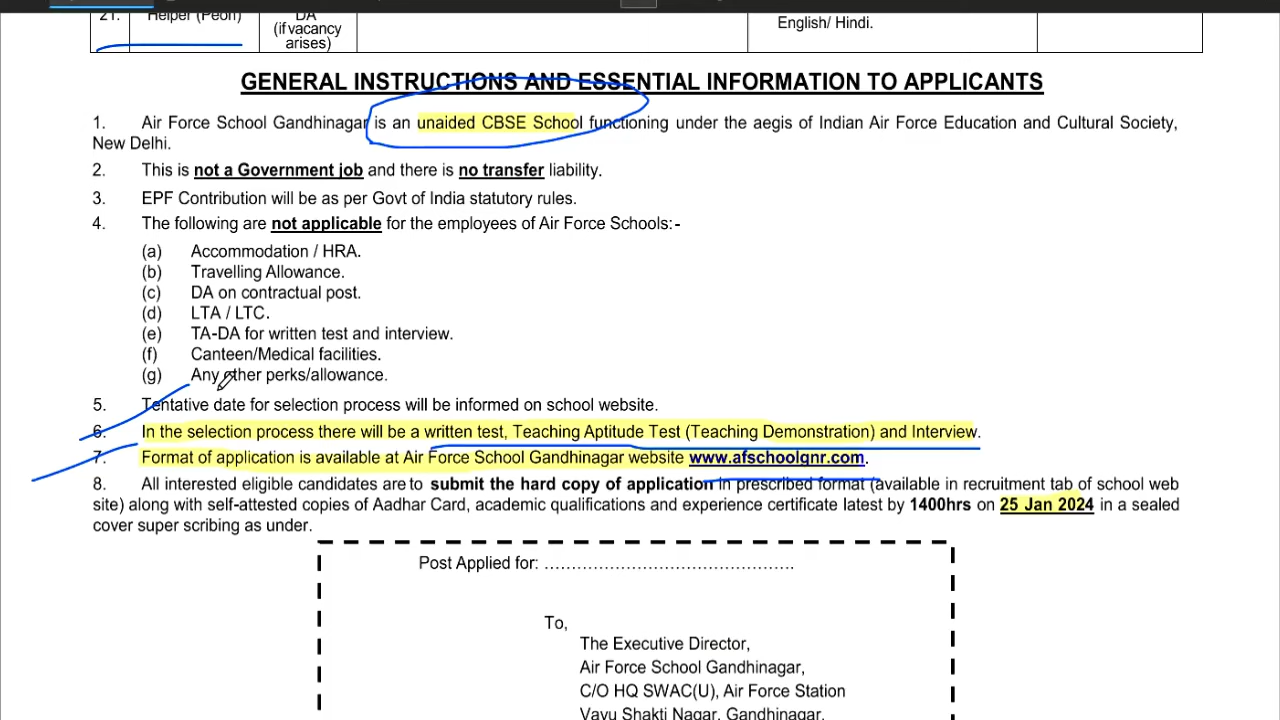 21. Helper (Peon) DA
(if vacancy
arises)
English/ Hindi.
GENERAL INSTRUCTIONS AND ESSENTIAL INFORMATION TO APPLICANTS
1. Air Force School Gandhinagar is an unaided CBSE School functioning under the aegis of Indian Air Force Education and Cultural Society,
New Delhi.
2. This is not a Government job and there is no transfer liability.
3. EPF Contribution will be as per Govt of India statutory rules.
4. The following are not applicable for the employees of Air Force Schools:-
(a) Accommodation / HRA.
(b) Travelling Allowance.
(c) DA on contractual post.
(d) LTA / LTC.
(e) TA-DA for written test and interview.
(f) Canteen/Medical facilities.
(g) Any other perks/allowance.
5. Tentative date for selection process will be informed on school website.
6. In the selection process there will be a written test, Teaching Aptitude Test (Teaching Demonstration) and Interview.
7. Format of application is available at Air Force School Gandhinagar website www.afschoolgnr.com.
8. All interested eligible candidates are to submit the hard copy of application in prescribed format (available in recruitment tab of school web
site) along with self-attested copies of Aadhar Card, academic qualifications and experience certificate latest by 1400hrs on 25 Jan 2024 in a sealed
cover super scribing as under.
Post Applied for: ……………………………………….
To,
The Executive Director,
Air Force School Gandhinagar,
C/O HQ SWAC(U), Air Force Station
Vayu Shakti Nagar, Gandhinagar,